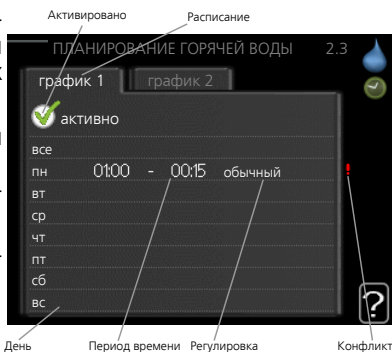 Активировано Расписание
ПЛАНИРОВАНИЕ ГОРЯЧЕЙ ВОДЫ 2.3
график 1 график 2
активно
все
пн 01:00 - 00:15 обычный !
вт
ср
чт
пт
сб
вс
?
День Период времени Регулировка Конфликт